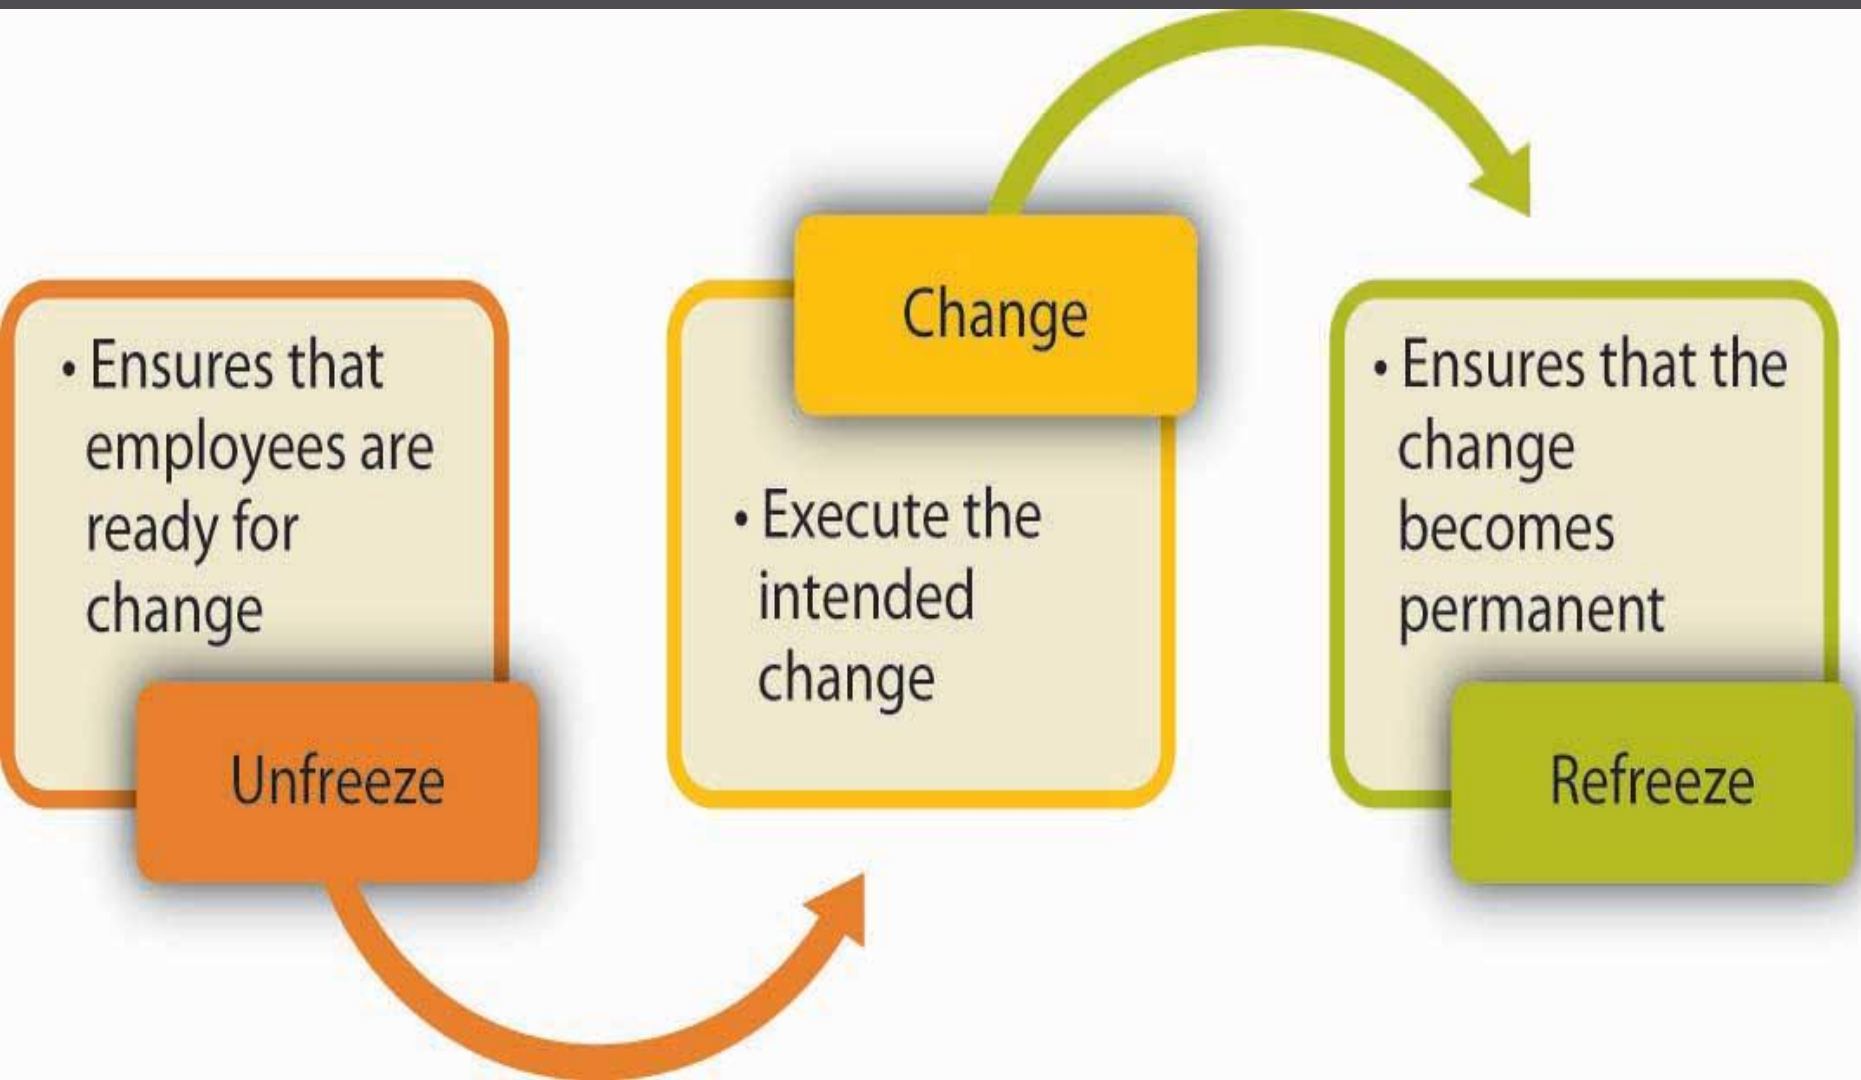 • Ensures that
employees are
ready for
change
Unfreeze
Change
• Execute the
intended
change
• Ensures that the
change
becomes
permanent
Refreeze